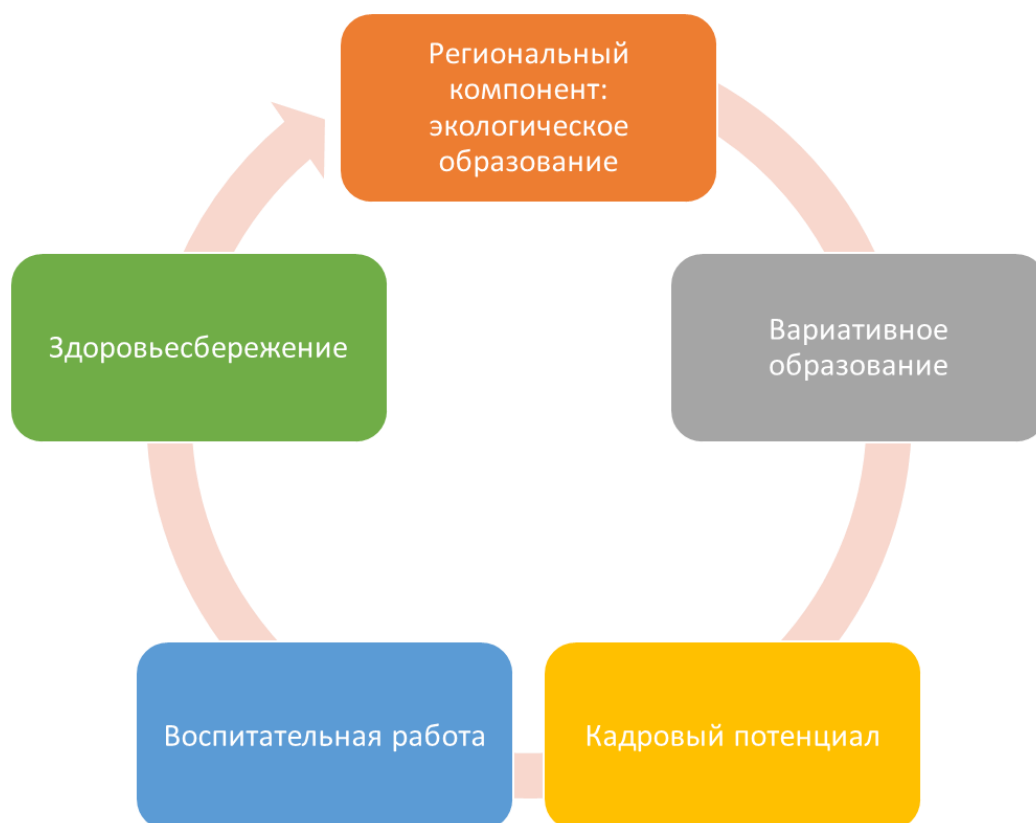 Региональный
компонент:
экологическое
образование
Вариативное
образование
Кадровый потенциал
Воспитательная работа
Здоровьесбережение